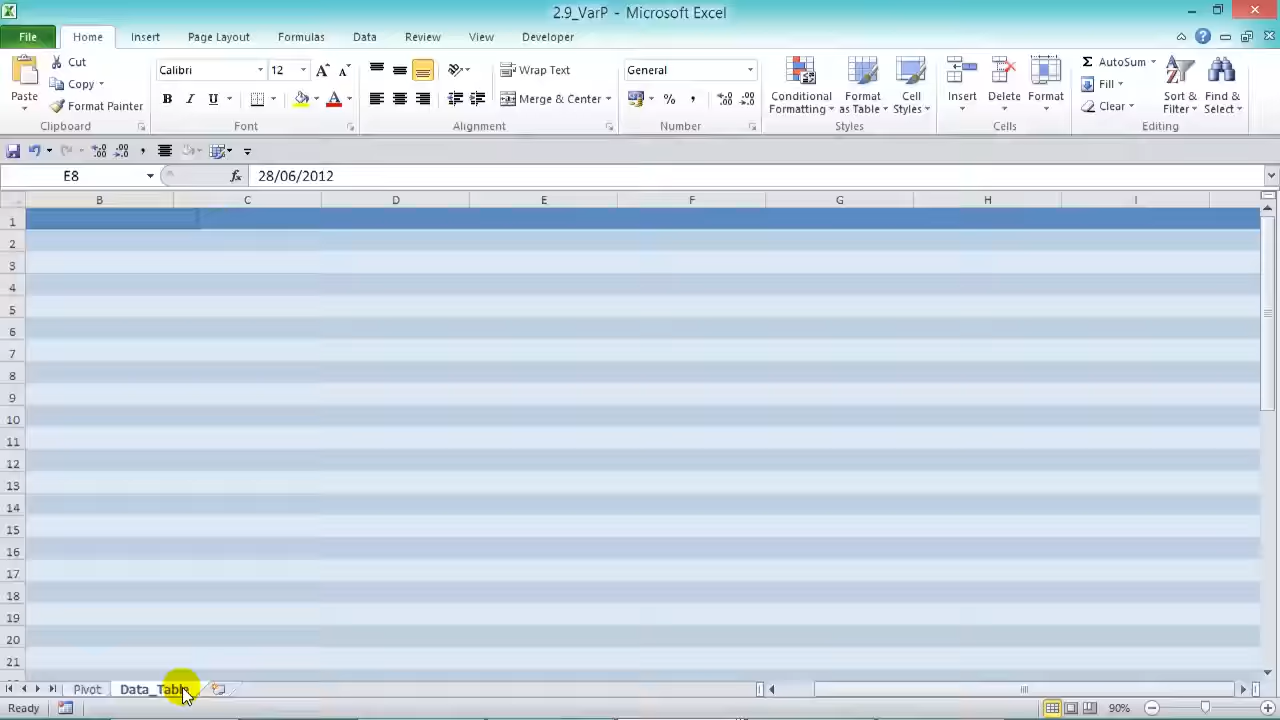 2.9_VarP - Microsoft Excel
File Home Insert Page Layout Formulas Data Review View Developer
Paste Cut Copy Format Painter
Calibri 12
B I U A
Wrap Text
Merge & Center
General
% ,
Conditional Formatting Format as Table Cell Styles
Insert Delete Format
Σ AutoSum Fill Clear
Sort & Filter Find & Select
Clipboard Font Alignment Number Styles Cells Editing
E8 fx 28/06/2012
B C D E F G H I
1
2
3
4
5
6
7
8
9
10
11
12
13
14
15
16
17
18
19
20
21
Pivot Data_Table
Ready 90%